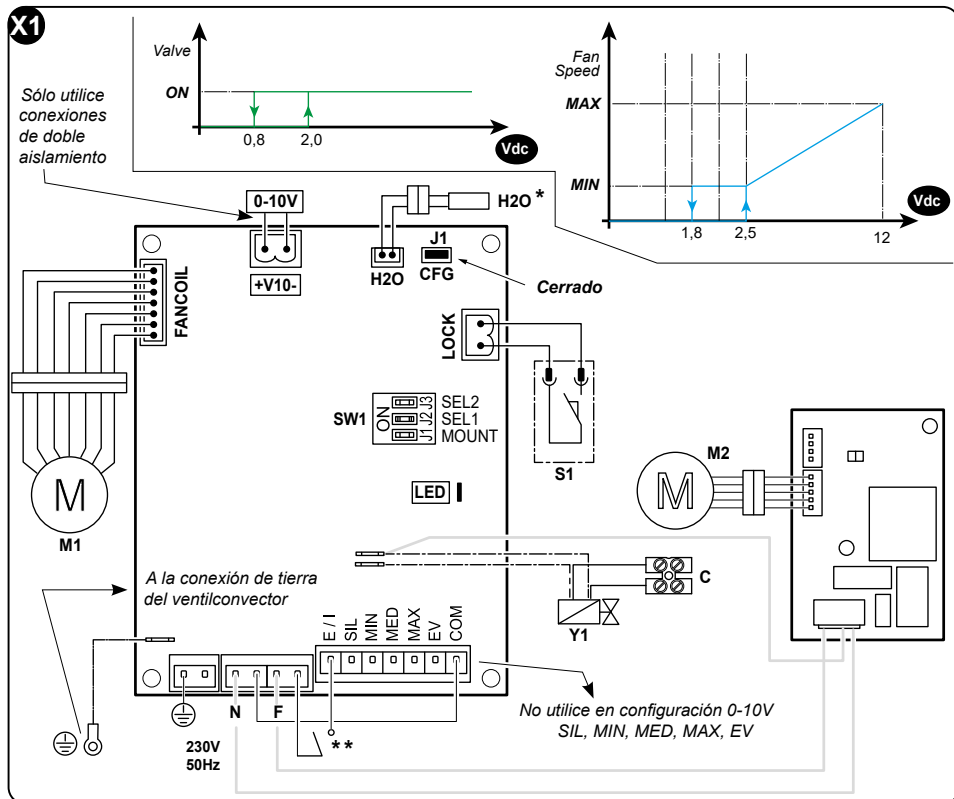 X1
Valve
ON
0,8
2,0
Vdc
Fan
Speed
MAX
MIN
1,8
2,5
12
Vdc
Sólo utilice
conexiones
de doble
aislamiento
0-10V
+V10-
H2O *
H2O
J1
CFG
Cerrado
FANCOIL
LOCK
S1
SW1
ON
J3
J2
J1
SEL2
SEL1
MOUNT
LED
M
M1
M2
M
C
Y1
A la conexión de tierra
del ventilconvector
E / I
SIL
MIN
MED
MAX
EV
COM
No utilice en configuración 0-10V
SIL, MIN, MED, MAX, EV
N
F
* *
230V
50Hz